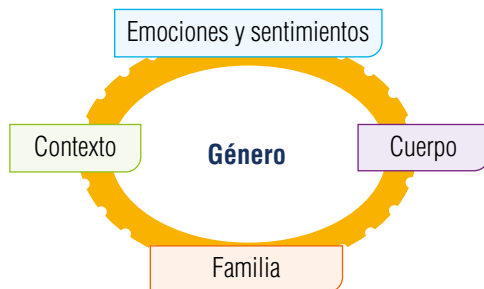 Emociones y sentimientos
Contexto
Género
Cuerpo
Familia